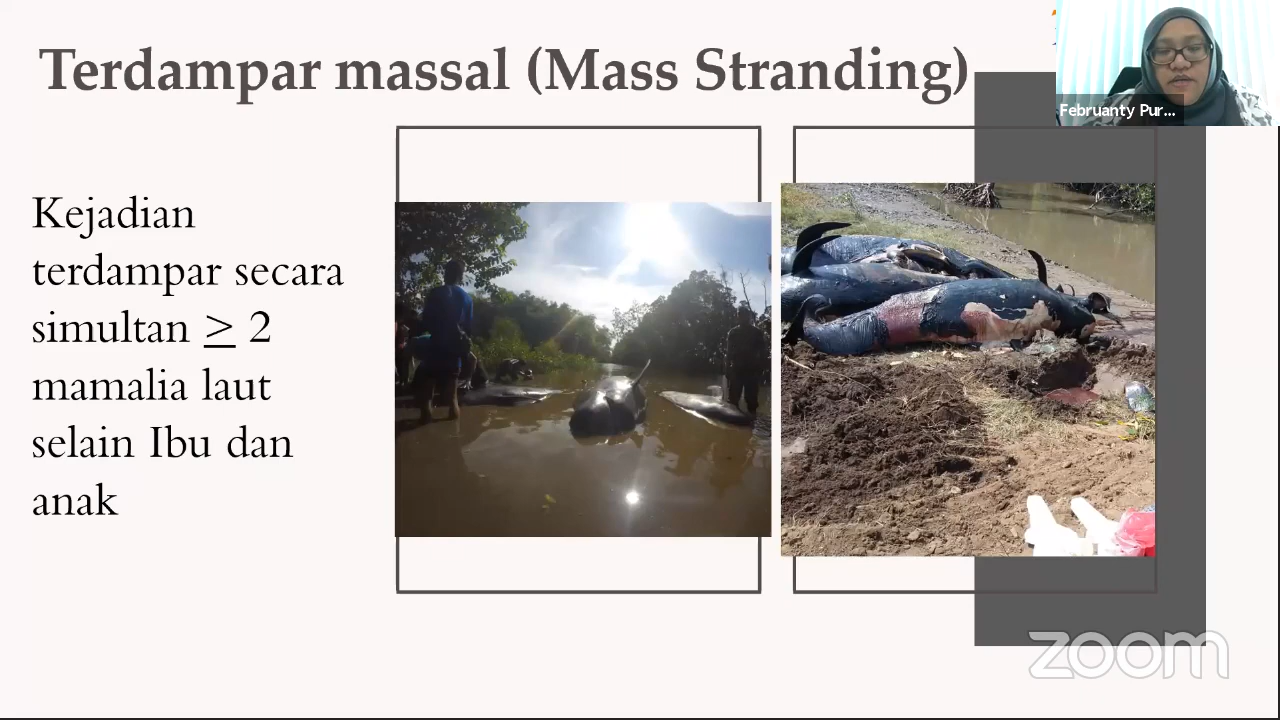 Terdampar massal (Mass Stranding)
Februanty Pur...
Kejadian
terdampar secara
simultan ≥ 2
mamalia laut
selain Ibu dan
anak
zoom